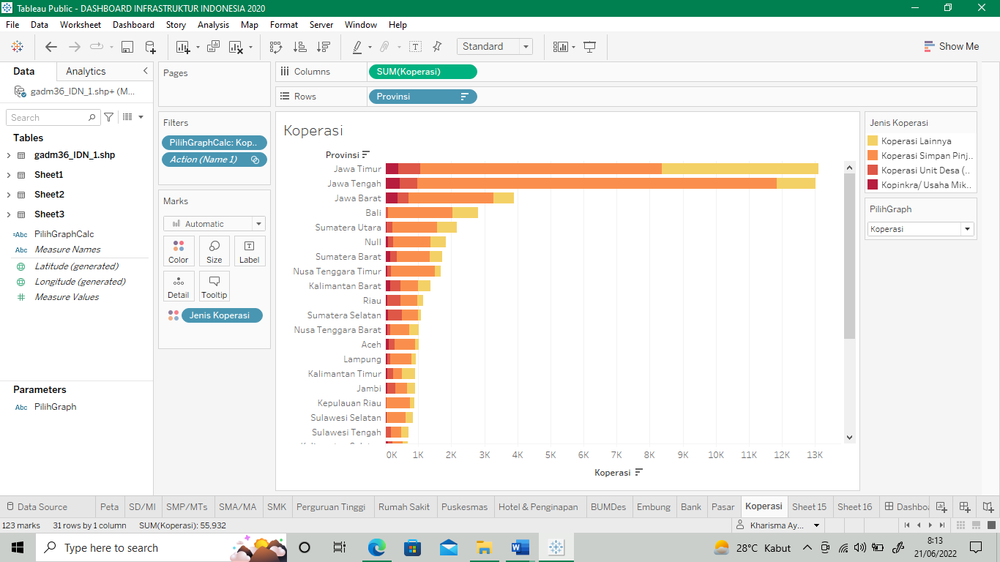 Tableau Public - DASHBOARD INFRASTRUKTUR INDONESIA 2020
File Data Worksheet Dashboard Story Analysis Map Format Server Window Help
Standard
Show Me
Data Analytics
gadm36_IDN_1.shp+ (M...
Search
Tables
gadm36_IDN_1.shp
Sheet1
Sheet2
Sheet3
=Abc PilihGraphCalc
Abc Measure Names
Latitude (generated)
Longitude (generated)
# Measure Values
Parameters
Abc PilihGraph
Pages
Filters
PilihGraphCalc: Kop..
Action (Name 1)
Marks
Automatic
Color Size Label
Detail Tooltip
Jenis Koperasi
Columns SUM(Koperasi)
Rows Provinsi
Koperasi
Provinsi
Jawa Timur
Jawa Tengah
Jawa Barat
Bali
Sumatera Utara
Null
Sumatera Barat
Nusa Tenggara Timur
Kalimantan Barat
Riau
Sumatera Selatan
Nusa Tenggara Barat
Aceh
Lampung
Kalimantan Timur
Jambi
Kepulauan Riau
Sulawesi Selatan
Sulawesi Tengah
0K 1K 2K 3K 4K 5K 6K 7K 8K 9K 10K 11K 12K 13K
Koperasi
Jenis Koperasi
Koperasi Lainnya
Koperasi Simpan Pinj..
Koperasi Unit Desa (..
Kopinkra/ Usaha Mik..
PilihGraph
Koperasi
Data Source Peta SD/MI SMP/MTs SMA/MA SMK Perguruan Tinggi Rumah Sakit Puskesmas Hotel & Penginapan BUMDes Embung Bank Pasar Koperasi Sheet 15 Sheet 16 Dashboa
123 marks 31 rows by 1 column SUM(Koperasi): 55,932
Kharisma Ay...
Type here to search
28°C Kabut
8:13
21/06/2022